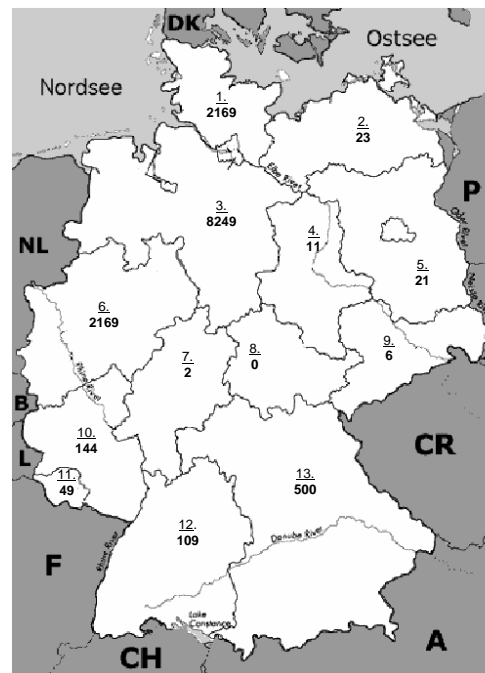 DK
Ostsee
Nordsee
1.
2169
2.
23
Elbe River
P
3.
8249
4.
11
NL
Oder River
5.
21
6.
2169
7.
2
8.
0
9.
6
Rhine River
B
10.
144
L
CR
11.
49
13.
500
12.
109
Danube River
Rhine River
F
Lake
Constance
A
CH